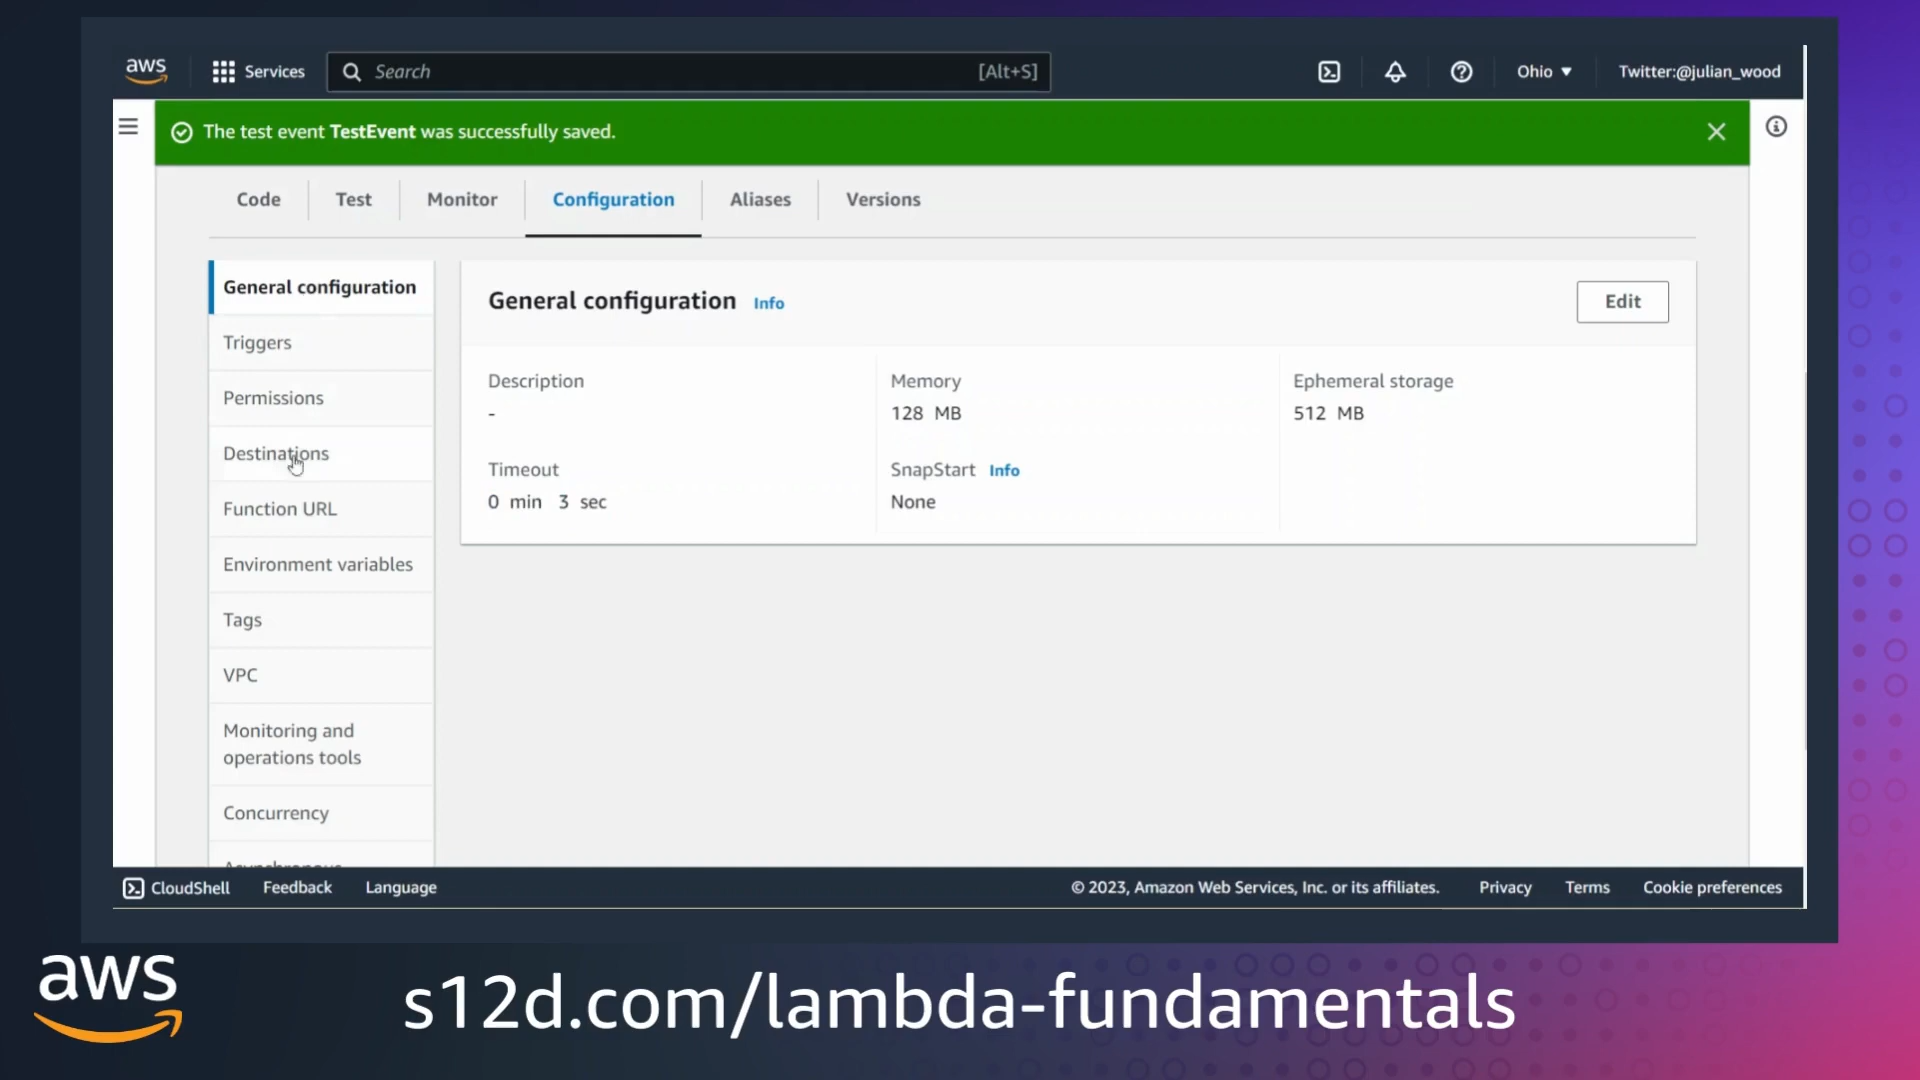 aws
Services
Search
[Alt+S]
Ohio
Twitter:@julian_wood
The test event TestEvent was successfully saved.
Code
Test
Monitor
Configuration
Aliases
Versions
General configuration
Triggers
Permissions
Destinations
Function URL
Environment variables
Tags
VPC
Monitoring and
operations tools
Concurrency
Asynchronous
General configuration Info
Edit
Description
-
Memory
128 MB
Ephemeral storage
512 MB
Timeout
0 min 3 sec
SnapStart Info
None
CloudShell
Feedback
Language
© 2023, Amazon Web Services, Inc. or its affiliates.
Privacy
Terms
Cookie preferences
aws
s12d.com/lambda-fundamentals